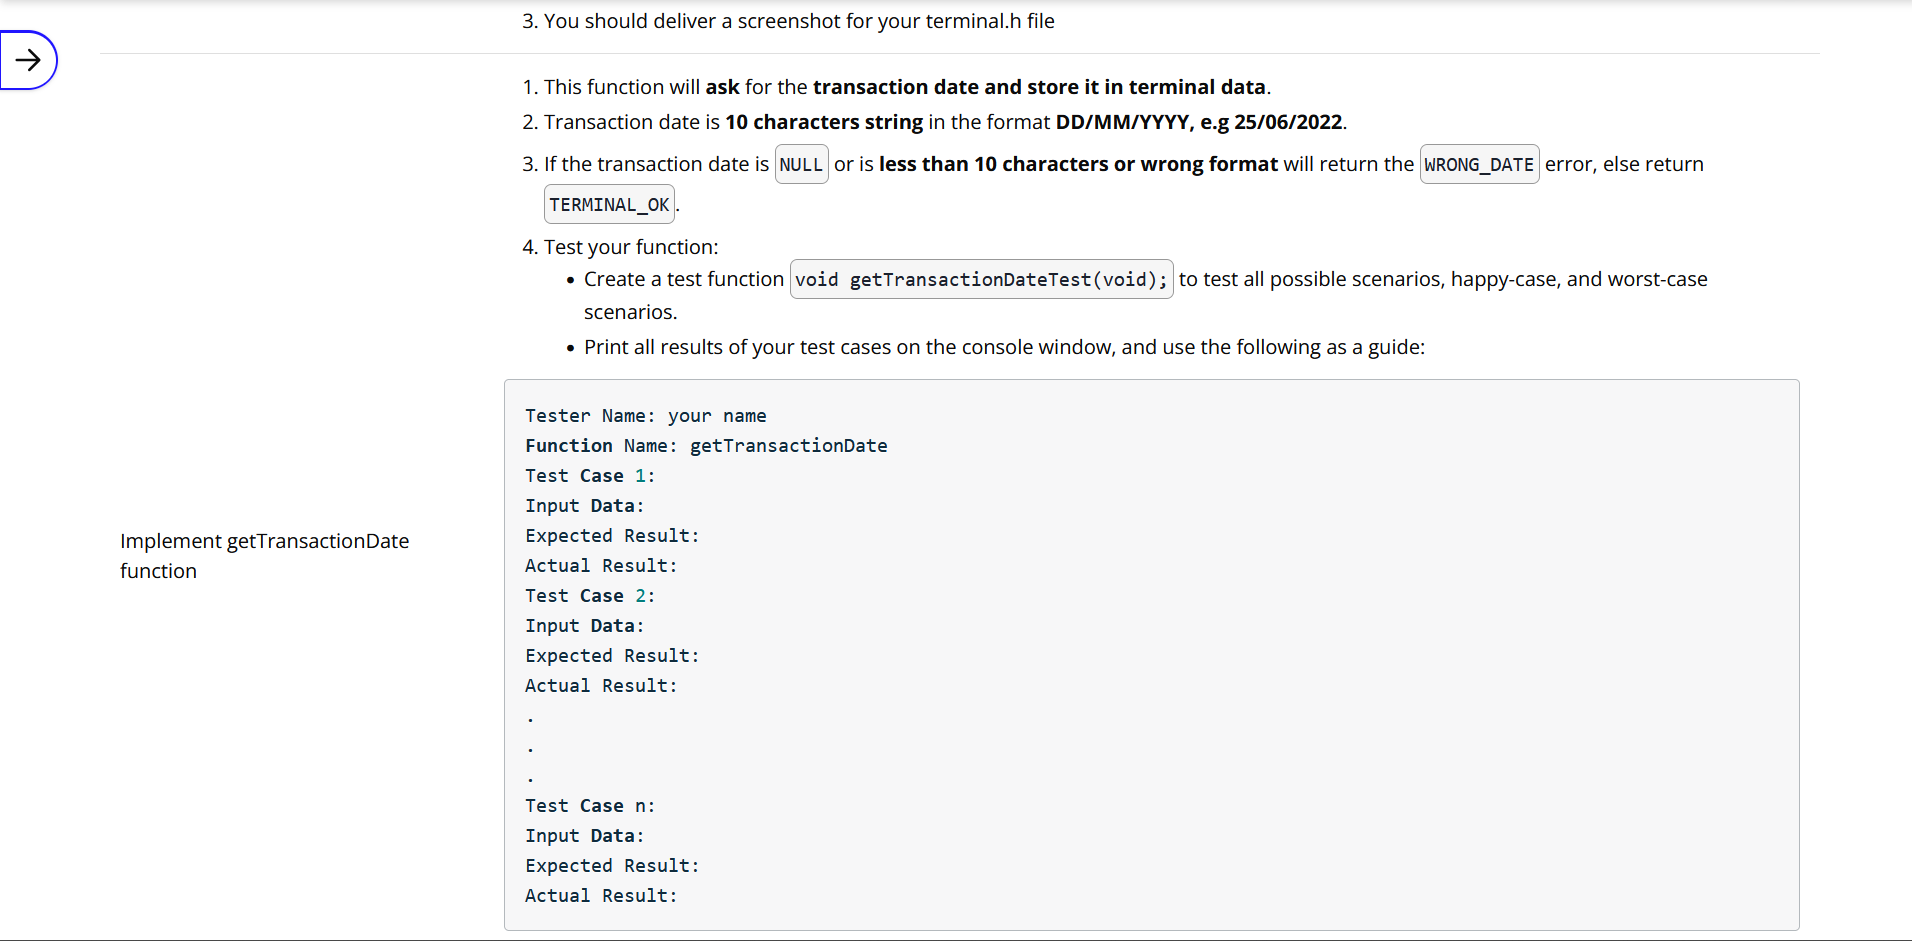 3. You should deliver a screenshot for your terminal.h file
1. This function will ask for the transaction date and store it in terminal data.
2. Transaction date is 10 characters string in the format DD/MM/YYYY, e.g 25/06/2022.
3. If the transaction date is NULL or is less than 10 characters or wrong format will return the WRONG_DATE error, else return
TERMINAL_OK.
4. Test your function:
• Create a test function void getTransactionDateTest(void); to test all possible scenarios, happy-case, and worst-case
scenarios.
• Print all results of your test cases on the console window, and use the following as a guide:
Implement getTransactionDate
function
Tester Name: your name
Function Name: getTransactionDate
Test Case 1:
Input Data:
Expected Result:
Actual Result:
Test Case 2:
Input Data:
Expected Result:
Actual Result:
.
.
.
Test Case n:
Input Data:
Expected Result:
Actual Result: